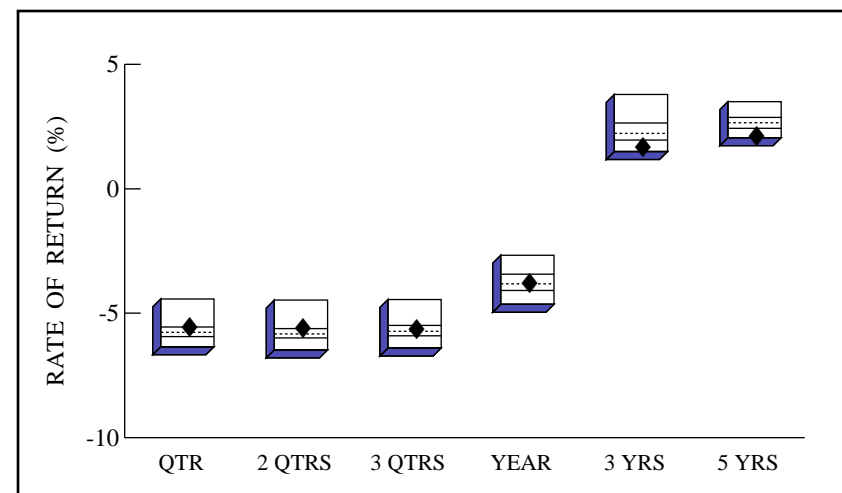 RATE OF RETURN (%)
5
0
-5
-10
QTR 2 QTRS 3 QTRS YEAR 3 YRS 5 YRS